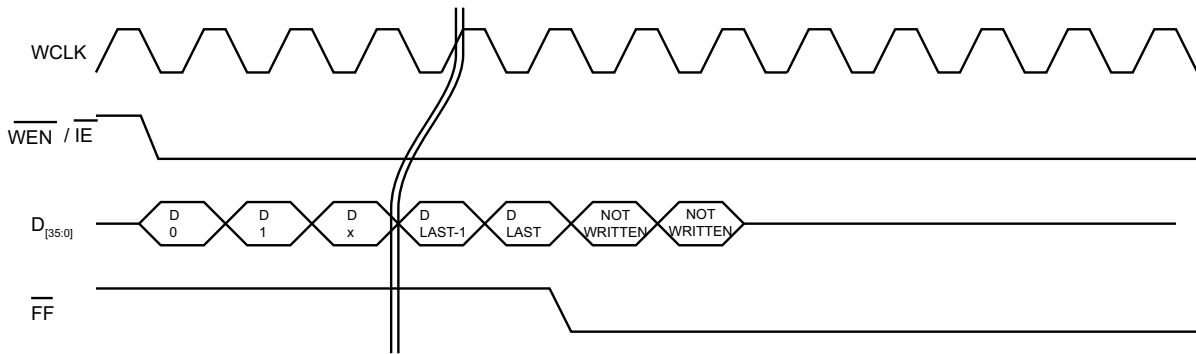 WCLK
WEN / IE
D[35:0]
D
0
D
1
D
x
D
LAST-1
D
LAST
NOT
WRITTEN
NOT
WRITTEN
FF